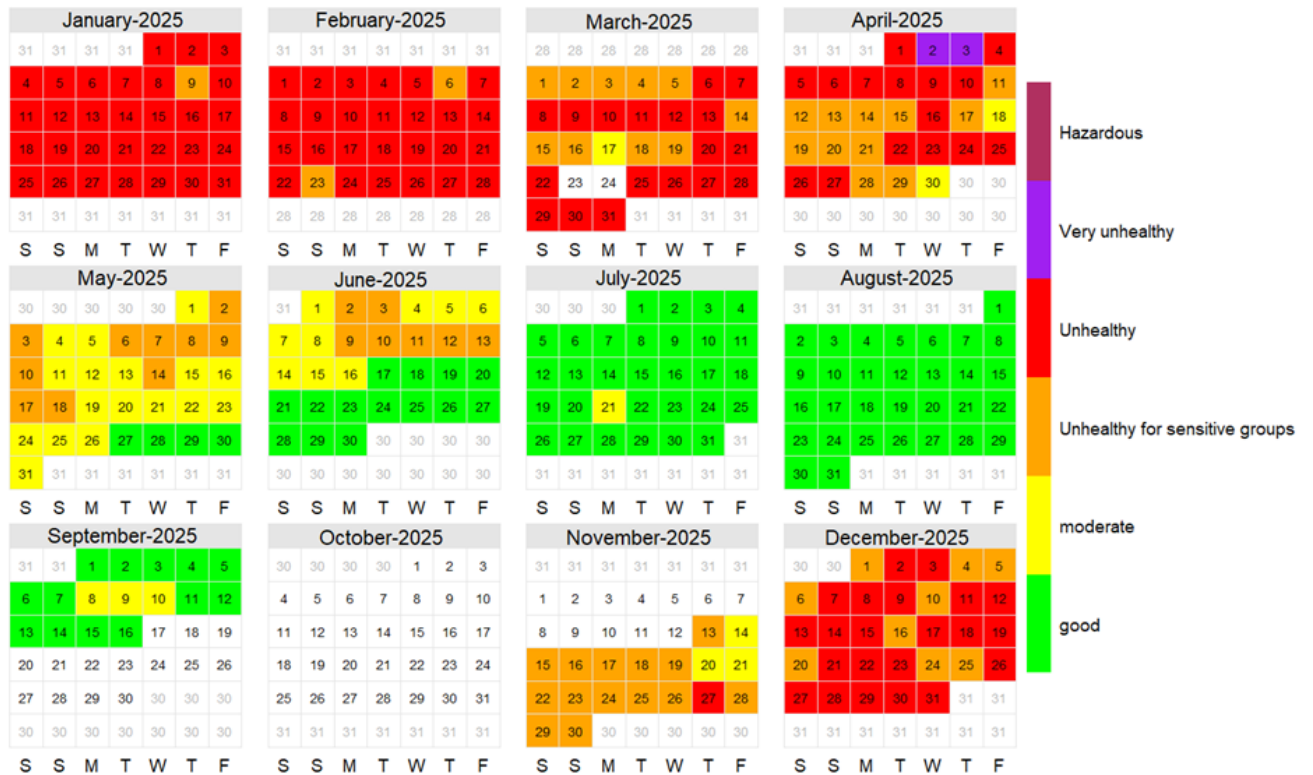 January-2025 February-2025 March-2025 April-2025
31 31 31 31 1 2 3 31 31 31 31 31 31 31 28 28 28 28 28 28 28 31 31 31 1 2 3 4
4 5 6 7 8 9 10 1 2 3 4 5 6 7 1 2 3 4 5 6 7 5 6 7 8 9 10 11
11 12 13 14 15 16 17 8 9 10 11 12 13 14 8 9 10 11 12 13 14 12 13 14 15 16 17 18
18 19 20 21 22 23 24 15 16 17 18 19 20 21 15 16 17 18 19 20 21 19 20 21 22 23 24 25
25 26 27 28 29 30 31 22 23 24 25 26 27 28 22 23 24 25 26 27 28 26 27 28 29 30 30 30
31 31 31 31 31 31 31 28 28 28 28 28 28 28 29 30 31 31 31 31 31 30 30 30 30 30 30 30
S S M T W T F S S M T W T F S S M T W T F S S M T W T F
May-2025 June-2025 July-2025 August-2025
30 30 30 30 30 1 2 31 1 2 3 4 5 6 30 30 30 1 2 3 4 31 31 31 31 31 31 1
3 4 5 6 7 8 9 7 8 9 10 11 12 13 5 6 7 8 9 10 11 2 3 4 5 6 7 8
10 11 12 13 14 15 16 14 15 16 17 18 19 20 12 13 14 15 16 17 18 9 10 11 12 13 14 15
17 18 19 20 21 22 23 21 22 23 24 25 26 27 19 20 21 22 23 24 25 16 17 18 19 20 21 22
24 25 26 27 28 29 30 28 29 30 30 30 30 30 26 27 28 29 30 31 31 23 24 25 26 27 28 29
31 31 31 31 31 31 31 30 30 30 30 30 30 30 31 31 31 31 31 31 31 30 31 31 31 31 31 31
S S M T W T F S S M T W T F S S M T W T F S S M T W T F
September-2025 October-2025 November-2025 December-2025
31 31 1 2 3 4 5 30 30 30 30 1 2 3 31 31 31 31 31 31 31 30 30 1 2 3 4 5
6 7 8 9 10 11 12 4 5 6 7 8 9 10 1 2 3 4 5 6 7 6 7 8 9 10 11 12
13 14 15 16 17 18 19 11 12 13 14 15 16 17 8 9 10 11 12 13 14 13 14 15 16 17 18 19
20 21 22 23 24 25 26 18 19 20 21 22 23 24 15 16 17 18 19 20 21 20 21 22 23 24 25 26
27 28 29 30 30 30 30 25 26 27 28 29 30 31 22 23 24 25 26 27 28 27 28 29 30 31 31 31
30 30 30 30 30 30 30 31 31 31 31 31 31 31 29 30 30 30 30 30 30 31 31 31 31 31 31 31
S S M T W T F S S M T W T F S S M T W T F S S M T W T F
Hazardous
Very unhealthy
Unhealthy
Unhealthy for sensitive groups
moderate
good